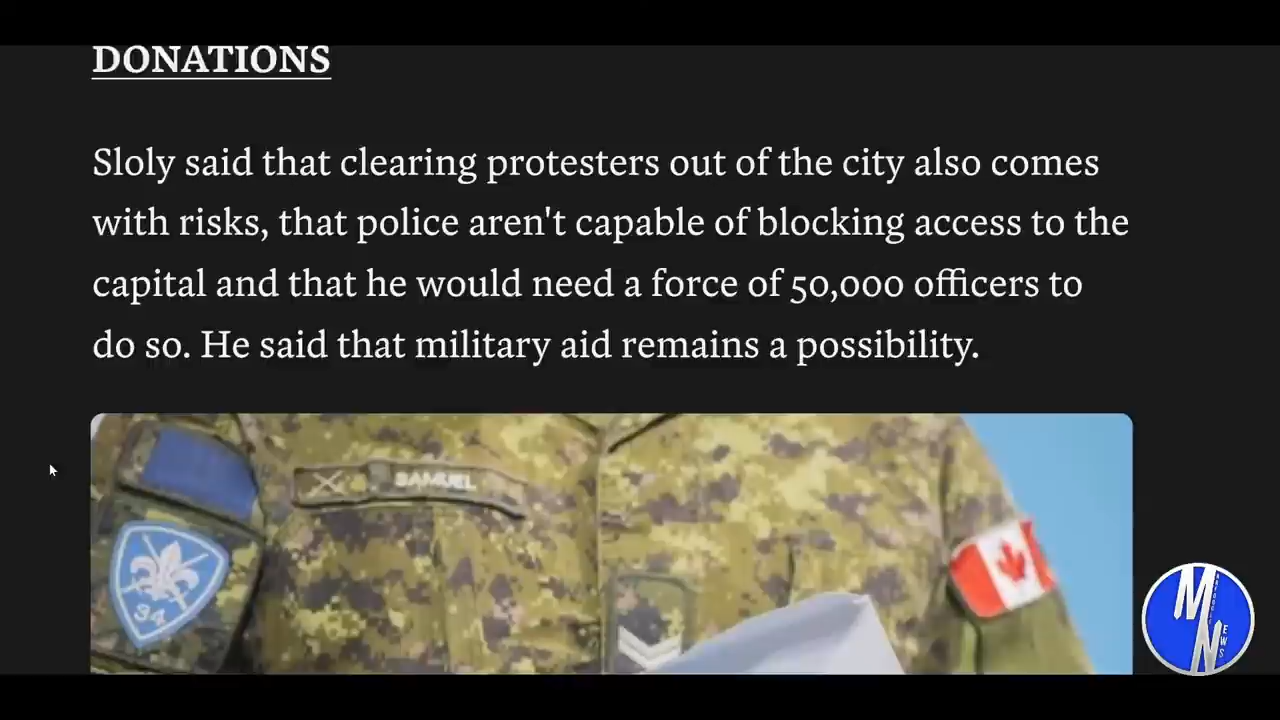 DONATIONS
Sloly said that clearing protesters out of the city also comes
with risks, that police aren't capable of blocking access to the
capital and that he would need a force of 50,000 officers to
do so. He said that military aid remains a possibility.
SAMUEL
34
M
N
EWS